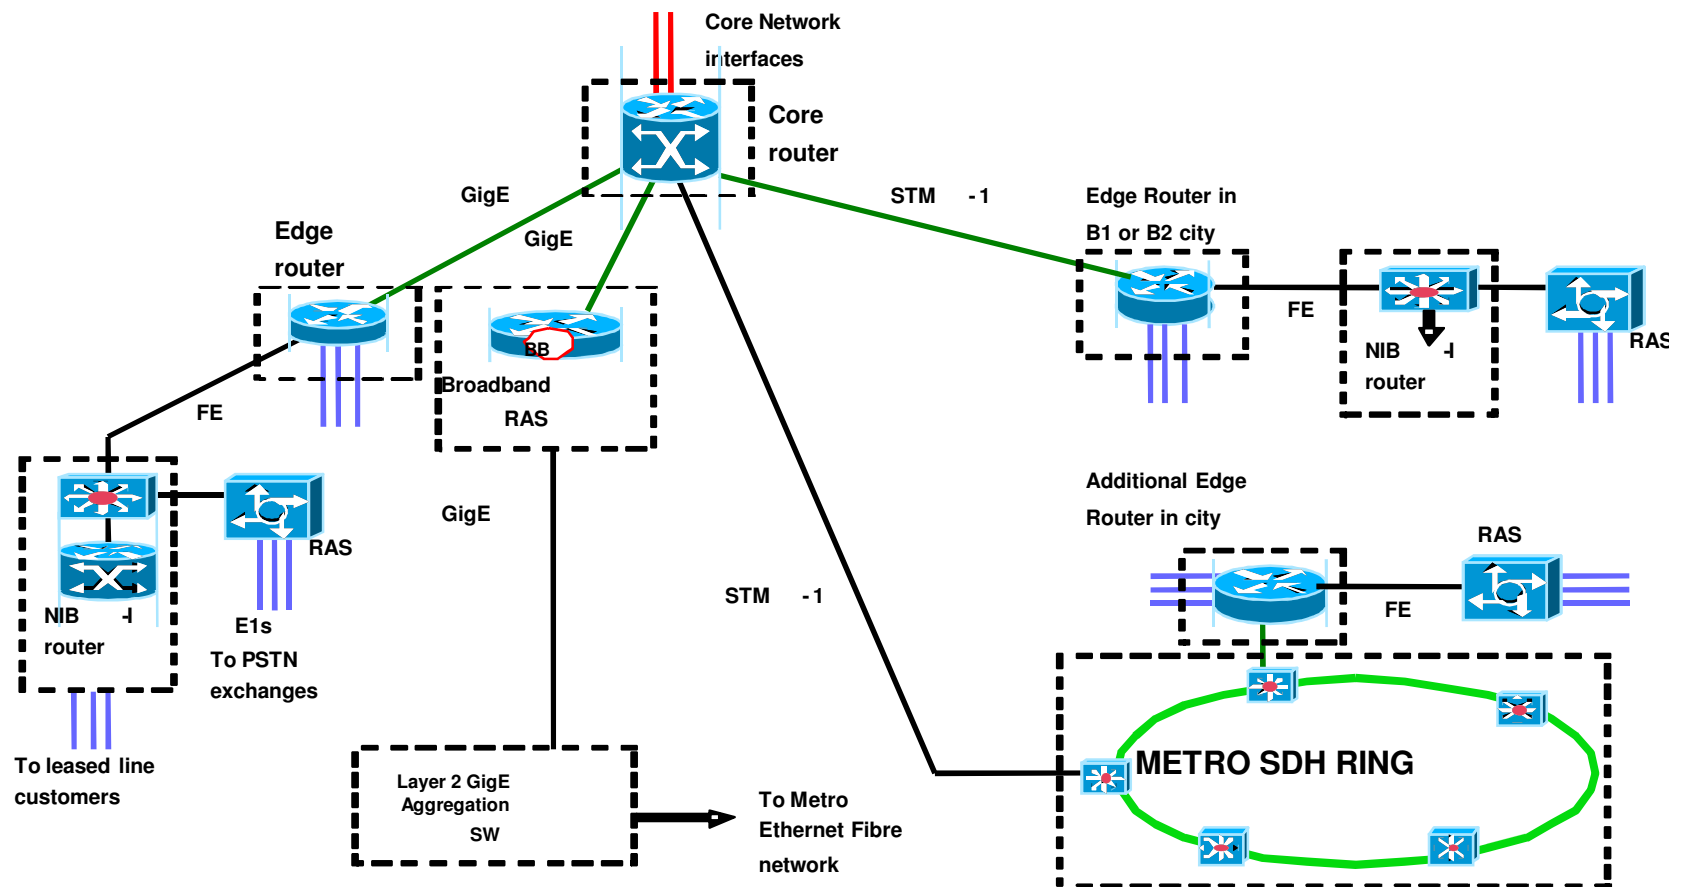 Core Network
interfaces
Core
router
GigE
STM -1
Edge Router in
B1 or B2 city
Edge
router
GigE
FE
NIB -I
router
RAS
BB
Broadband
RAS
FE
GigE
Additional Edge
Router in city
RAS
RAS
FE
STM -1
NIB -I
router
E1s
To PSTN
exchanges
METRO SDH RING
To leased line
customers
Layer 2 GigE
Aggregation
SW
To Metro
Ethernet Fibre
network